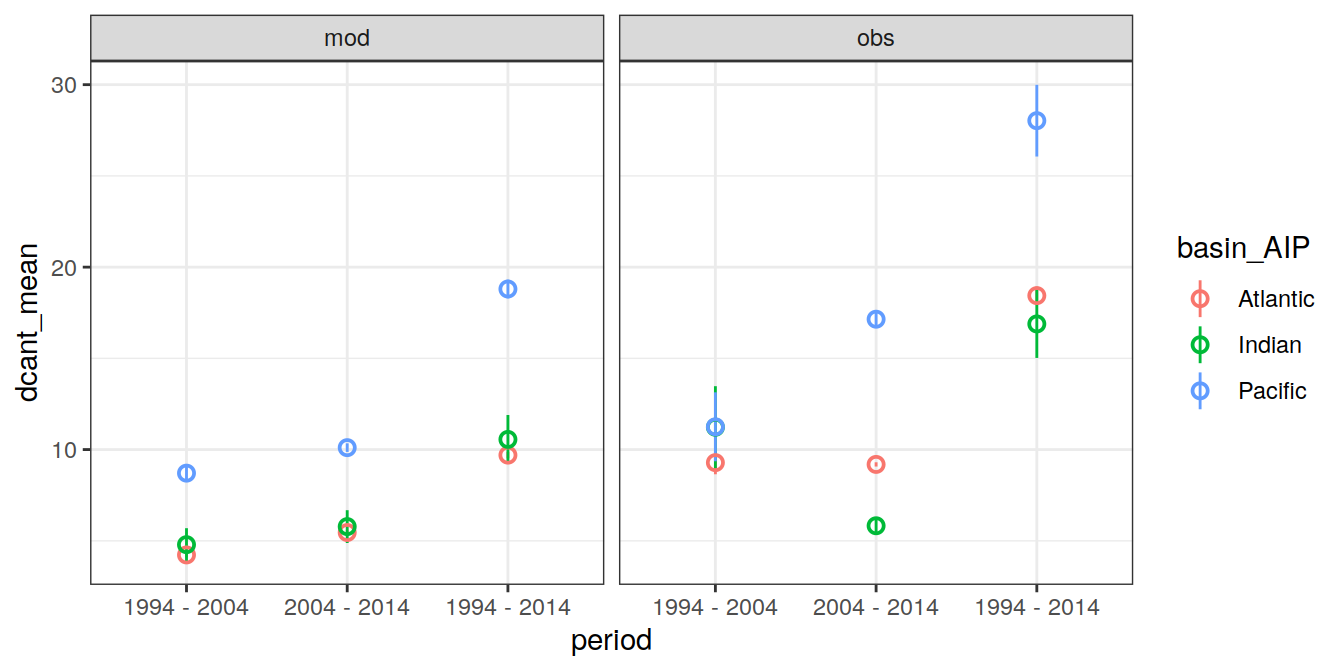 mod
obs
30
20
10
dcant_mean
1994 - 2004
2004 - 2014
1994 - 2014
1994 - 2004
2004 - 2014
1994 - 2014
period
basin_AIP
Atlantic
Indian
Pacific